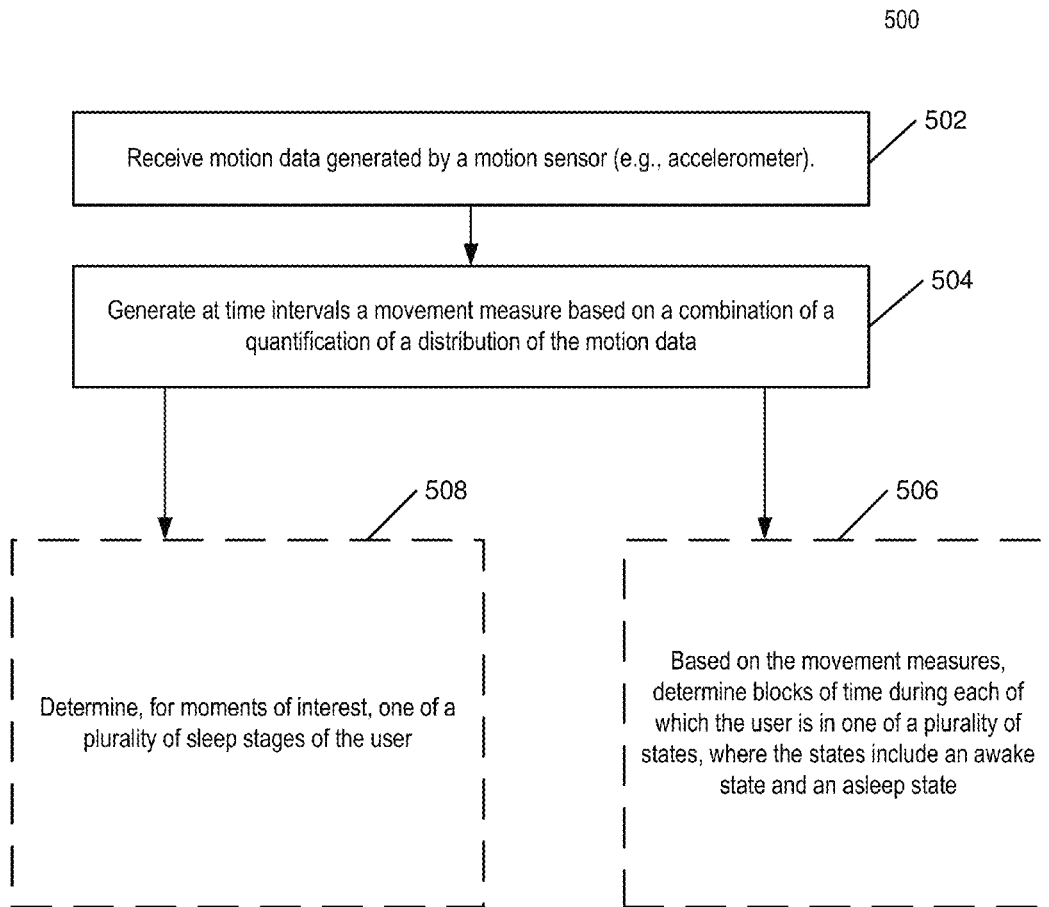 500
502
Receive motion data generated by a motion sensor (e.g., accelerometer).
504
Generate at time intervals a movement measure based on a combination of a
quantification of a distribution of the motion data
508
506
Determine, for moments of interest, one of a
plurality of sleep stages of the user
Based on the movement measures,
determine blocks of time during each of
which the user is in one of a plurality of
states, where the states include an awake
state and an asleep state